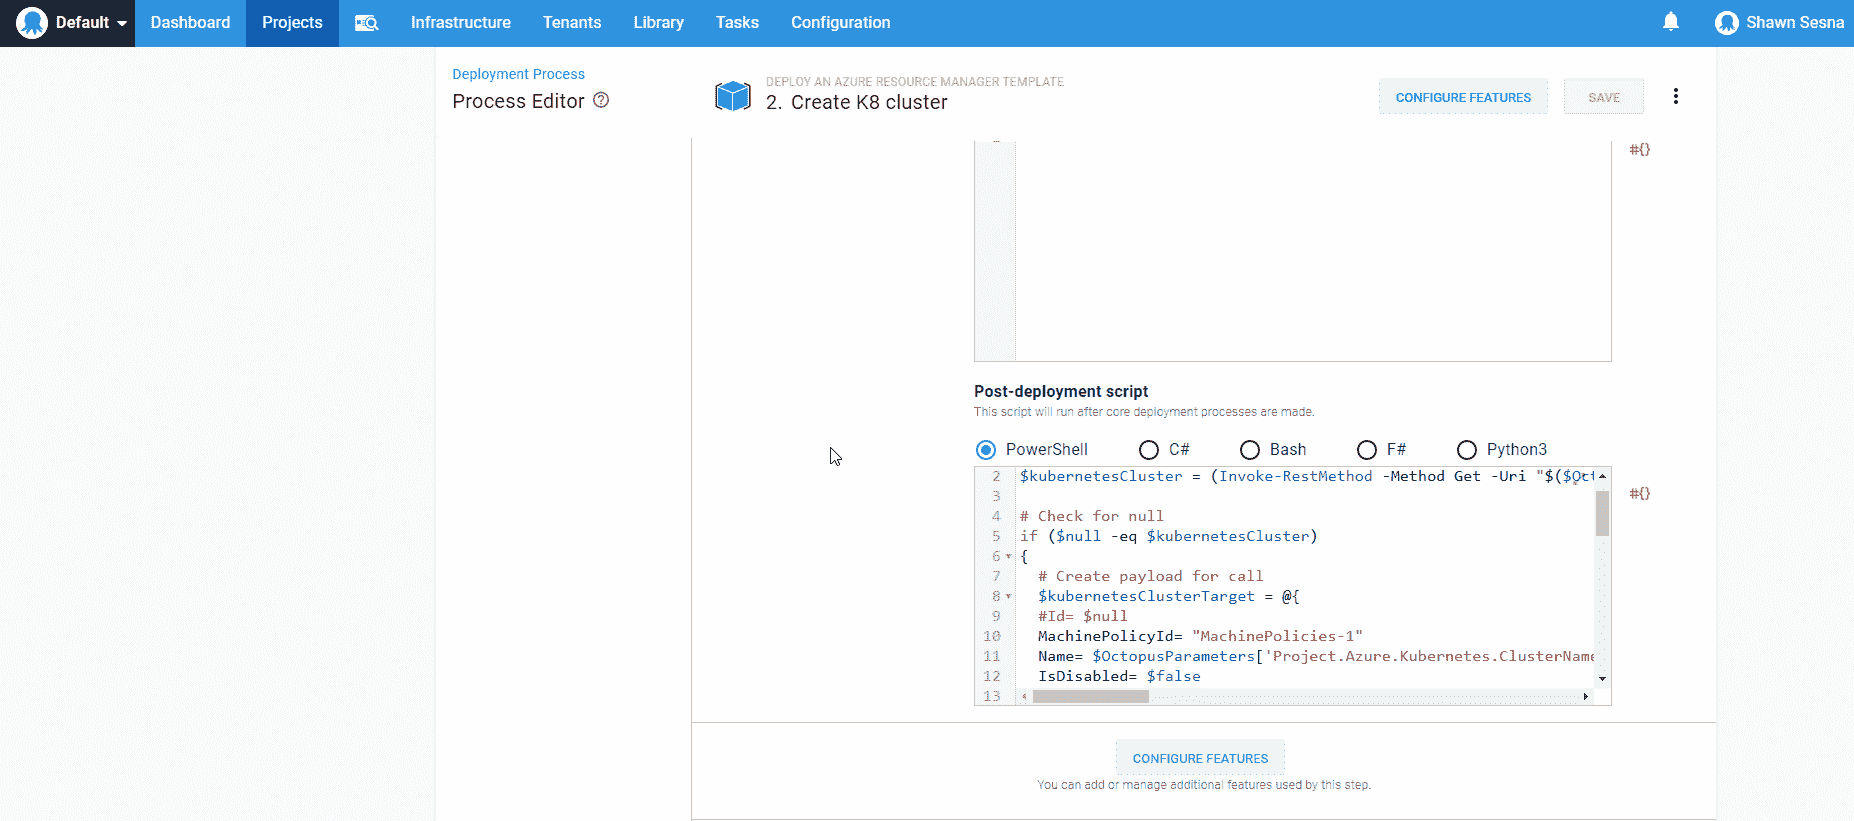 Default Dashboard Projects Infrastructure Tenants Library Tasks Configuration Shawn Sesna
Deployment Process
Process Editor ?
DEPLOY AN AZURE RESOURCE MANAGER TEMPLATE
2. Create K8 cluster
CONFIGURE FEATURES SAVE
#{}
Post-deployment script
This script will run after core deployment processes are made.
PowerShell C# Bash F# Python3
#{}
2 $kubernetesCluster = (Invoke-RestMethod -Method Get -Uri "$($Oct
3
4 # Check for null
5 if ($null -eq $kubernetesCluster)
6 {
7 # Create payload for call
8 $kubernetesClusterTarget = @{
9 #Id= $null
10 MachinePolicyId= "MachinePolicies-1"
11 Name= $OctopusParameters['Project.Azure.Kubernetes.ClusterName
12 IsDisabled= $false
13
CONFIGURE FEATURES
You can add or manage additional features used by this step.